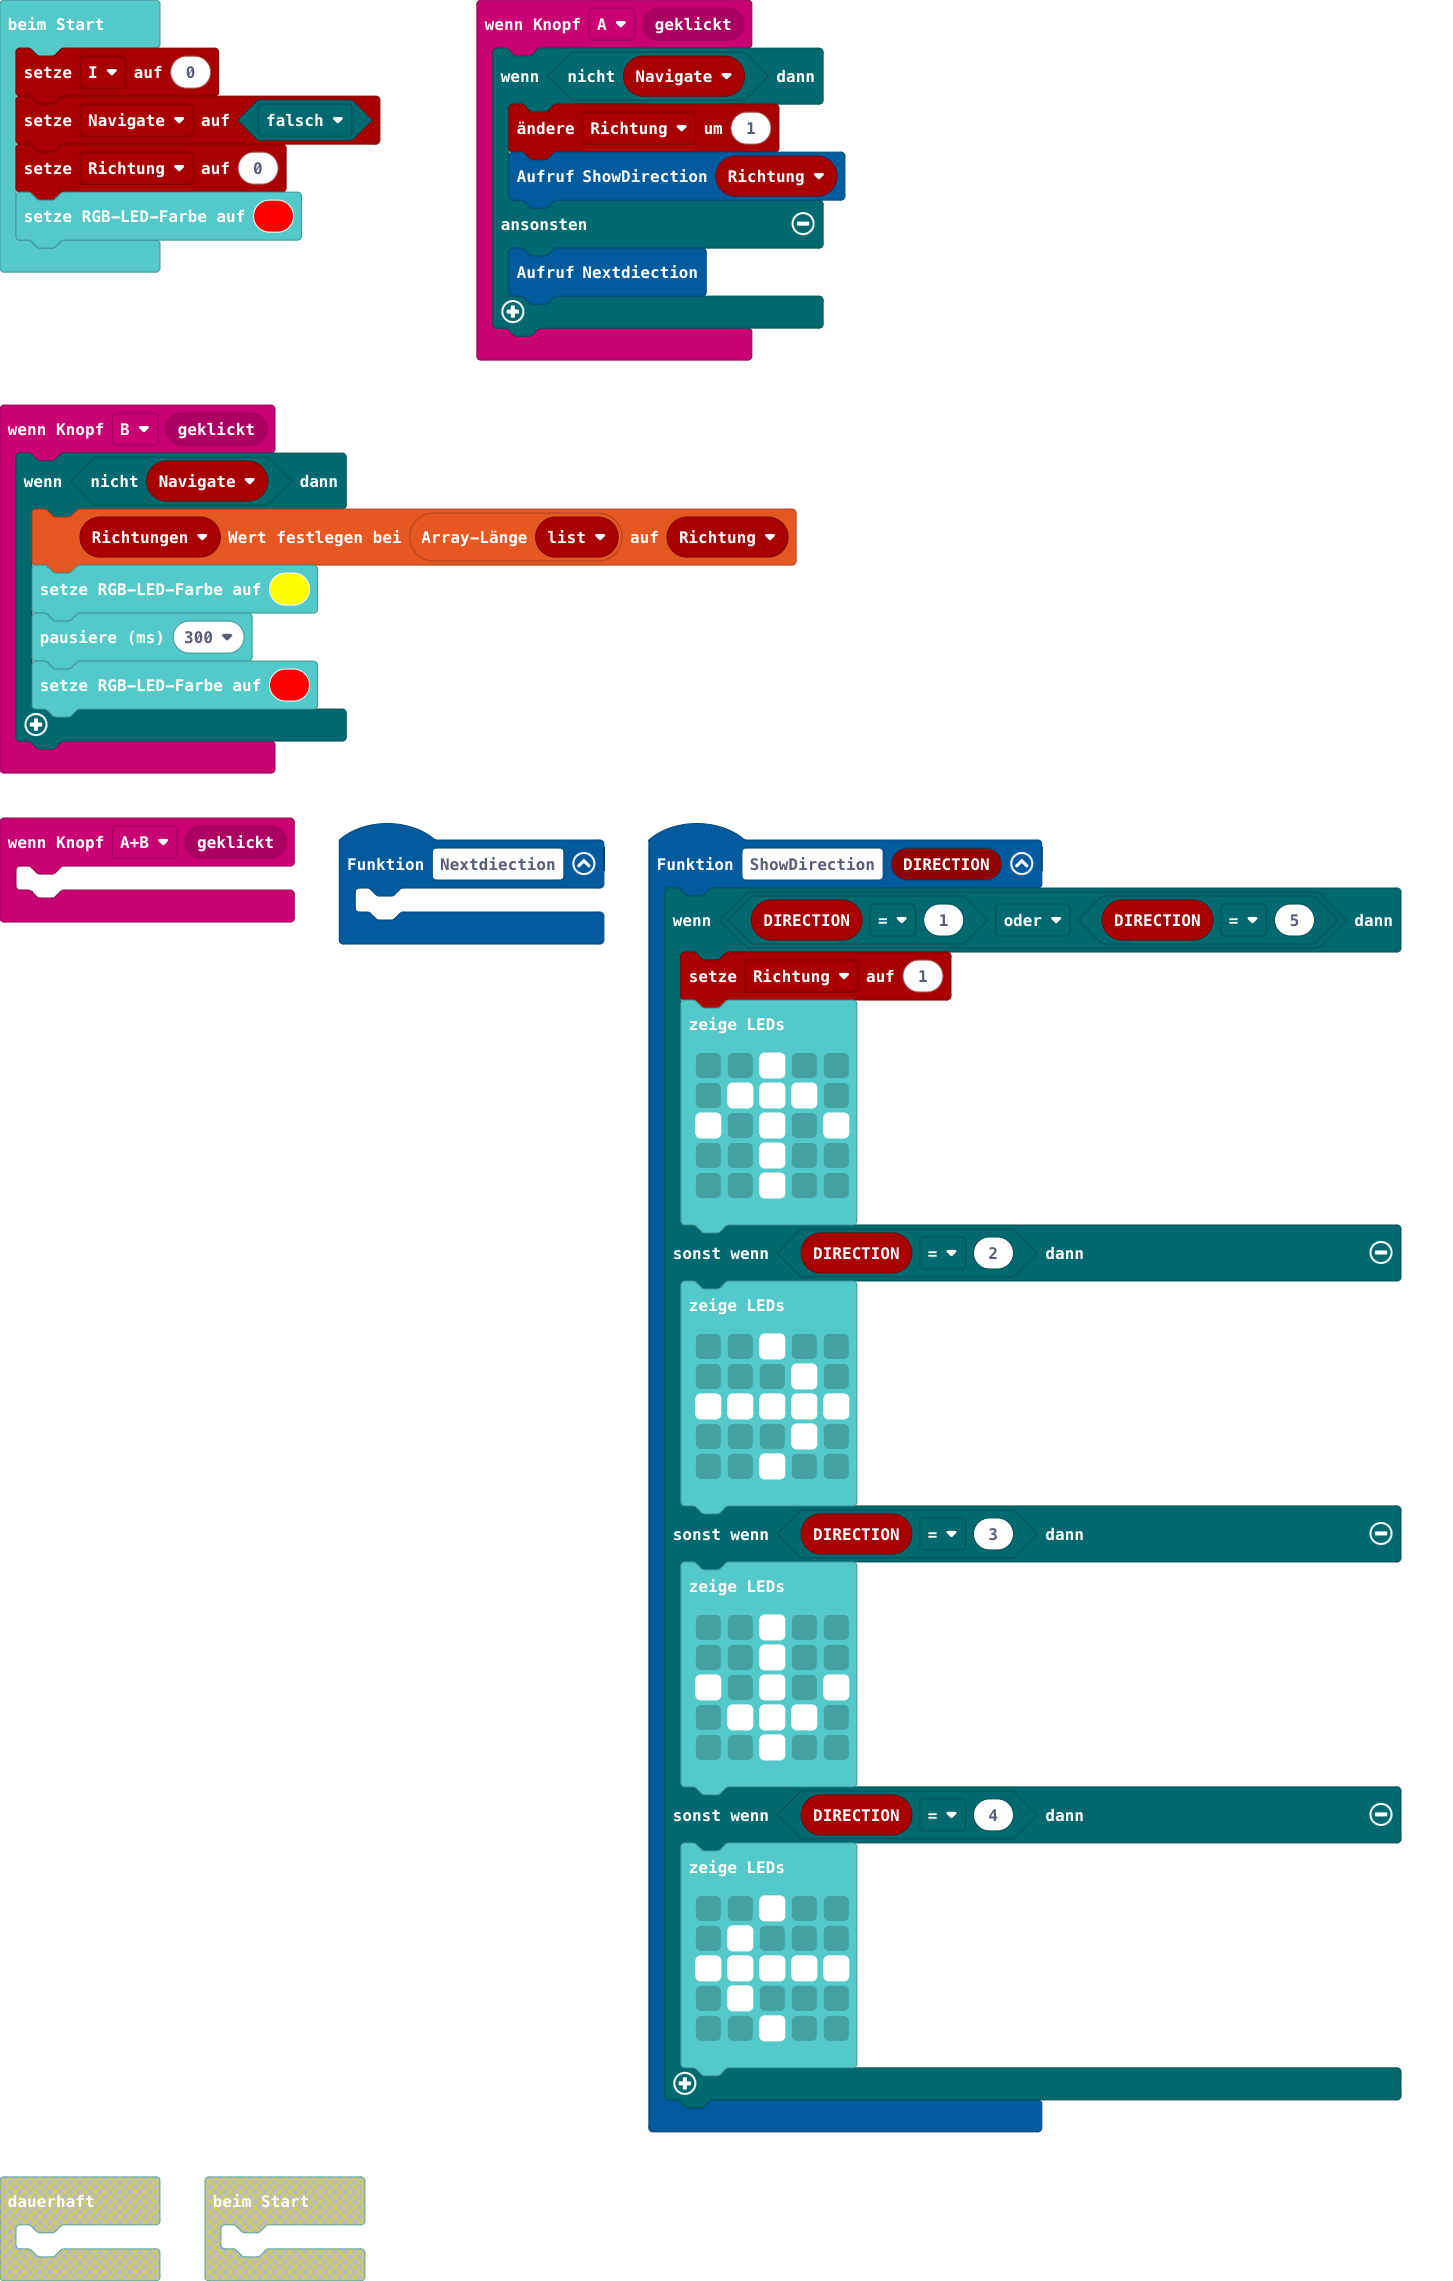 beim Start
setze I auf 0
setze Navigate auf falsch
setze Richtung auf 0
setze RGB-LED-Farbe auf
wenn Knopf A geklickt
wenn nicht Navigate dann
ändere Richtung um 1
Aufruf ShowDirection Richtung
ansonsten
Aufruf Nextdiection
wenn Knopf B geklickt
wenn nicht Navigate dann
Richtungen Wert festlegen bei Array-Länge list auf Richtung
setze RGB-LED-Farbe auf
pausiere (ms) 300
setze RGB-LED-Farbe auf
wenn Knopf A+B geklickt
Funktion Nextdiection
Funktion ShowDirection DIRECTION
wenn DIRECTION = 1 oder DIRECTION = 5 dann
setze Richtung auf 1
zeige LEDs
sonst wenn DIRECTION = 2 dann
zeige LEDs
sonst wenn DIRECTION = 3 dann
zeige LEDs
sonst wenn DIRECTION = 4 dann
zeige LEDs
dauerhaft
beim Start